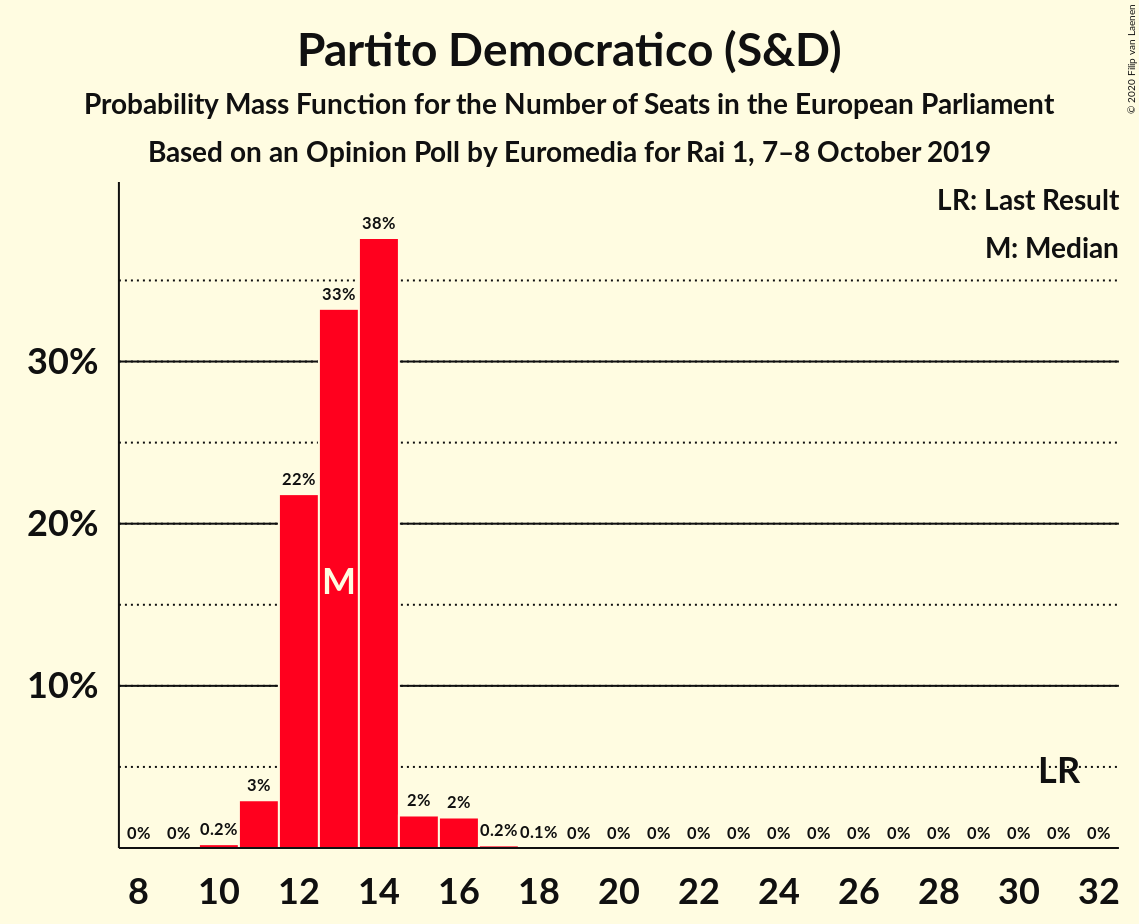 Partito Democratico (S&D)
Probability Mass Function for the Number of Seats in the European Parliament
Based on an Opinion Poll by Euromedia for Rai 1, 7–8 October 2019
© 2020 Filip van Laenen
LR: Last Result
M: Median
30%
20%
10%
0% 0% 0.2% 3% 22% 33% 38% 2% 2% 0.2% 0.1% 0% 0% 0% 0% 0% 0% 0% 0% 0% 0% 0% 0% 0% 0%
M
LR
8 10 12 14 16 18 20 22 24 26 28 30 32